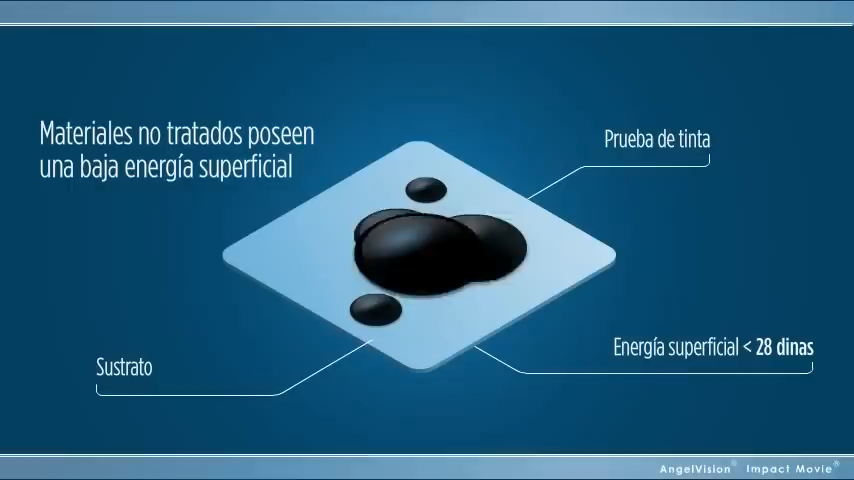 Materiales no tratados poseen
una baja energía superficial
Prueba de tinta
Energía superficial < 28 dinas
Sustrato
AngelVision® Impact Movie®